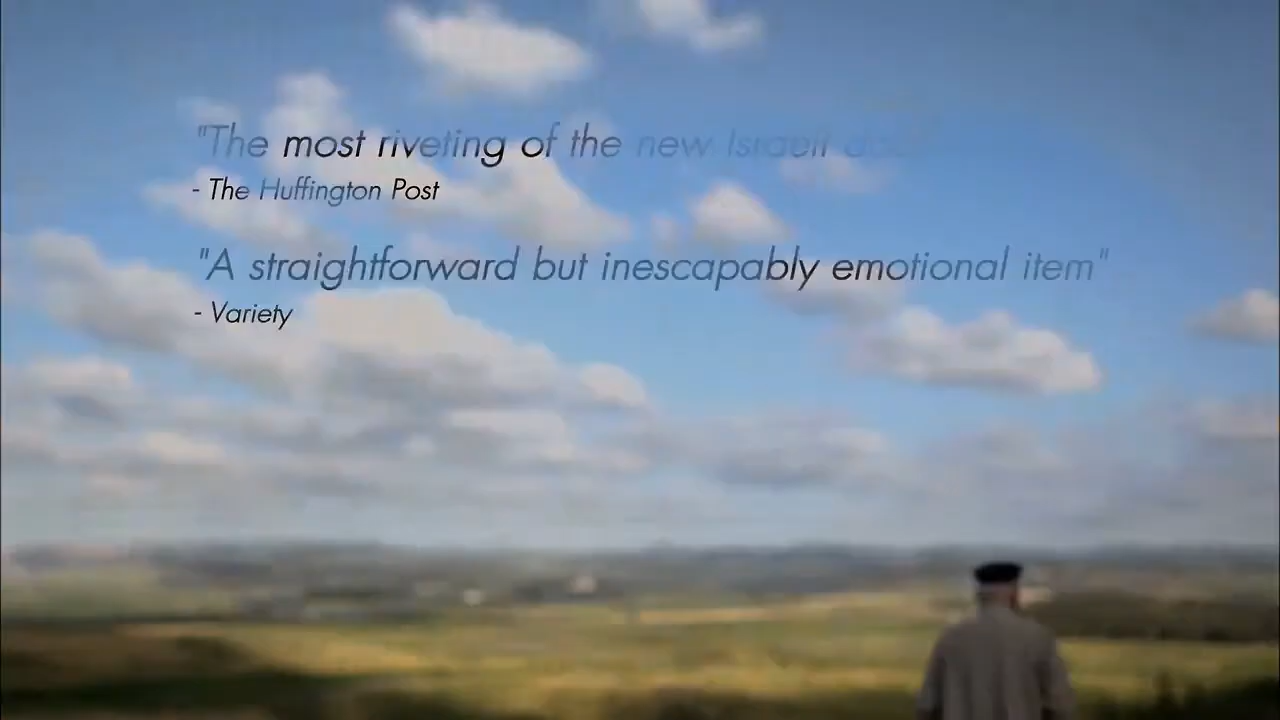 "The most riveting of the new Israeli
- The Huffington Post
"A straightforward but inescapably emotional item"
- Variety